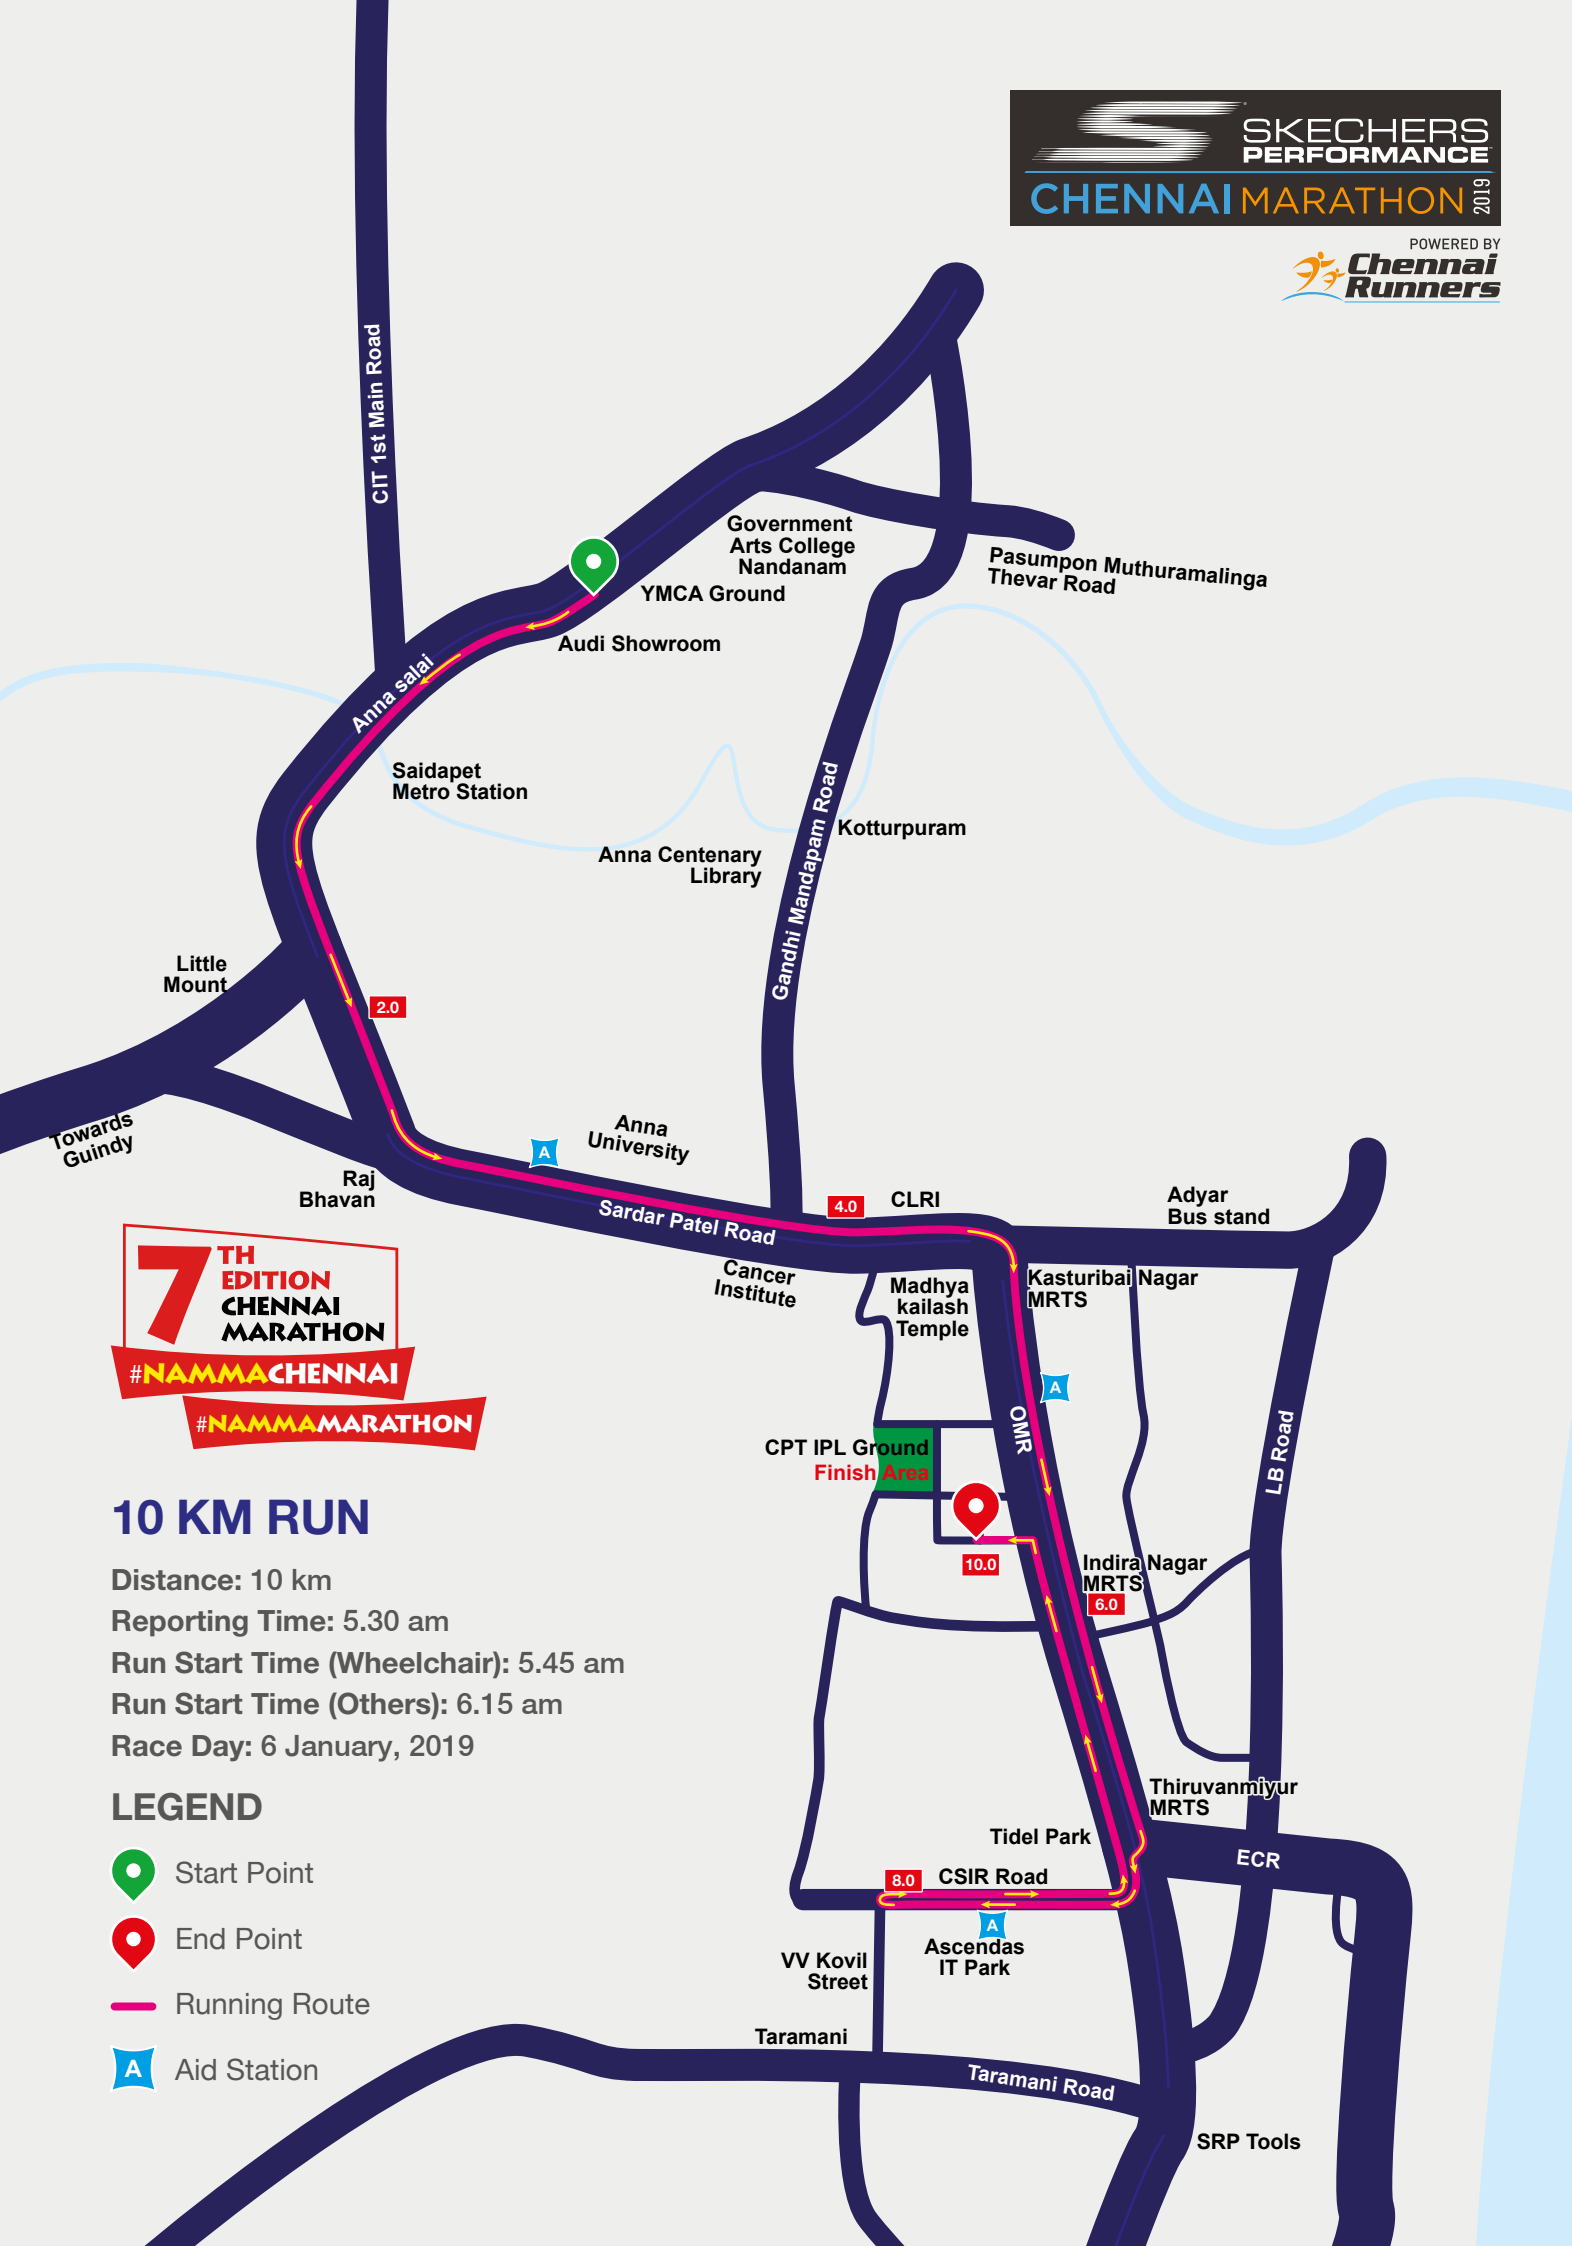 SKECHERS
PERFORMANCE
CHENNAI MARATHON 2019
POWERED BY
Chennai
Runners
CIT 1st Main Road
Government
Arts College
Nandanam
Pasumpon Muthuramalinga
Thevar Road
YMCA Ground
Audi Showroom
Anna salai
Saidapet
Metro Station
Gandhi Mandapam Road
Kotturpuram
Anna Centenary
Library
Little
Mount
2.0
Towards
Guindy
Anna
University
A
Raj
Bhavan
Sardar Patel Road
4.0
CLRI
Adyar
Bus stand
Cancer
Institute
Madhya
kailash
Temple
Kasturibai Nagar
MRTS
7TH
EDITION
CHENNAI
MARATHON
#NAMMACHENNAI
#NAMMAMARATHON
A
OMR
LB Road
CPT IPL Ground
Finish Area
10.0
Indira Nagar
MRTS
6.0
10 KM RUN
Distance: 10 km
Reporting Time: 5.30 am
Run Start Time (Wheelchair): 5.45 am
Run Start Time (Others): 6.15 am
Race Day: 6 January, 2019
LEGEND
Start Point
End Point
Running Route
A Aid Station
Thiruvanmiyur
MRTS
Tidel Park
ECR
8.0
CSIR Road
A
Ascendas
IT Park
VV Kovil
Street
Taramani
Taramani Road
SRP Tools